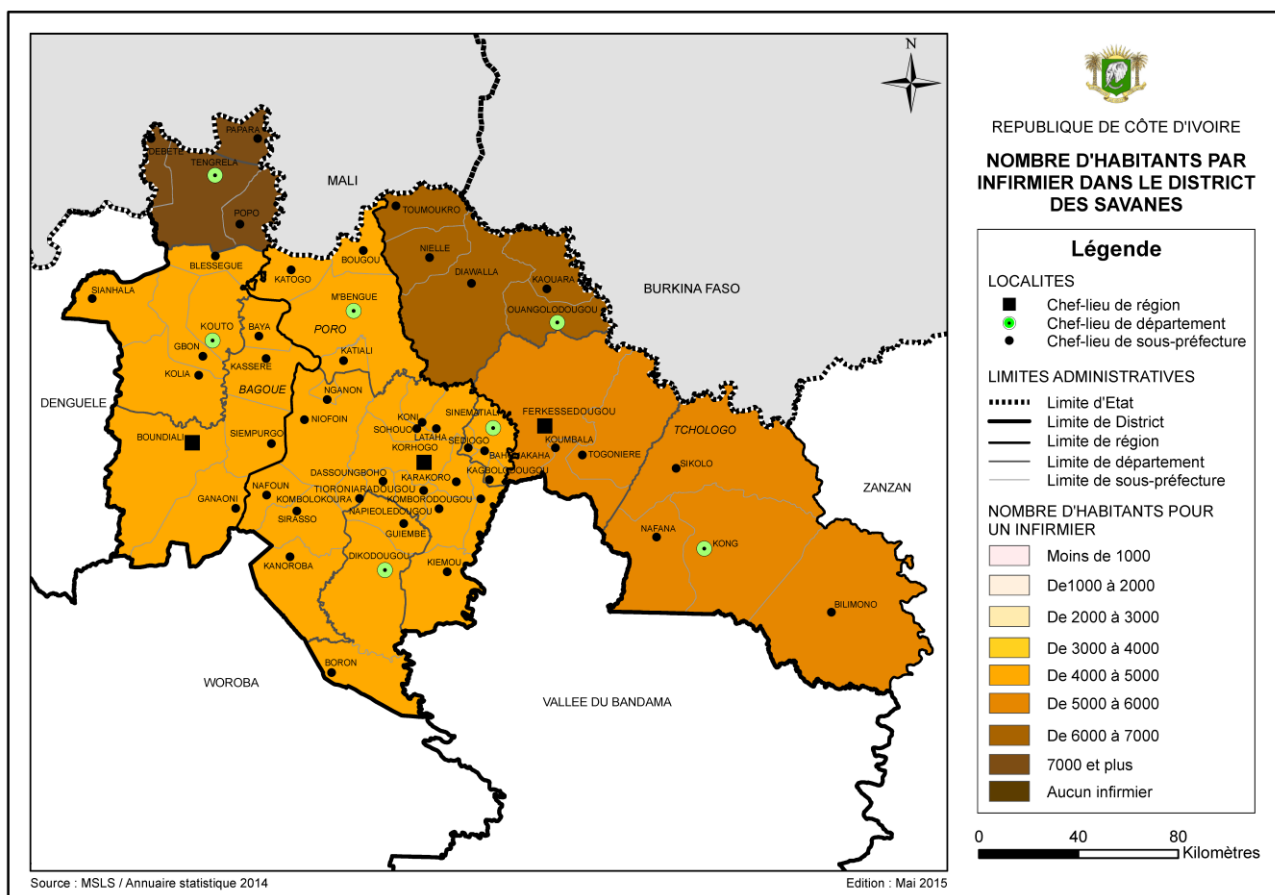 N
MALI
BURKINA FASO
DENGUELE
WOROBA
VALLEE DU BANDAMA
ZANZAN
PAPARA
DEBETE
TENGRELA
POPO
BLESSEGUE
SIANHALA
KATOGO
BOUGOU
TOUMOUKRO
NIELLE
DIAWALLA
KAOUARA
OUANGOLODOUGOU
M'BENGUE
PORO
KOUTO
BAYA
GBON
KASSERE
KATIALI
KOLIA
BAGOUE
NGANON
NIOFOIN
KONI
SINEMATIALI
SOHOUO
LATAHA
FERKESSEDOUGOU
TCHOLOGO
BOUNDIALI
SIEMPURGO
KORHOGO
SEDIOGO
KOUMBALA
TOGONIERE
SIKOLO
DASSOUNGBOHO
KARAKORO
KAGBOLODOUGOU
NAFOUN
TIORONIARADOUGOU
KOMBOLOKOURA
KOMBORODOUGOU
GANAONI
SIRASSO
NAPIEOLEDOUGOU
GUIEMBE
NAFANA
KONG
KANOROBA
DIKODOUGOU
KIEMOU
BILIMONO
BORON
REPUBLIQUE DE CÔTE D'IVOIRE
NOMBRE D'HABITANTS PAR
INFIRMIER DANS LE DISTRICT
DES SAVANES
Légende
LOCALITES
Chef-lieu de région
Chef-lieu de département
Chef-lieu de sous-préfecture
LIMITES ADMINISTRATIVES
Limite d'Etat
Limite de District
Limite de région
Limite de département
Limite de sous-préfecture
NOMBRE D'HABITANTS POUR
UN INFIRMIER
Moins de 1000
De1000 à 2000
De 2000 à 3000
De 3000 à 4000
De 4000 à 5000
De 5000 à 6000
De 6000 à 7000
7000 et plus
Aucun infirmier
0 40 80
Kilomètres
Source : MSLS / Annuaire statistique 2014
Edition : Mai 2015